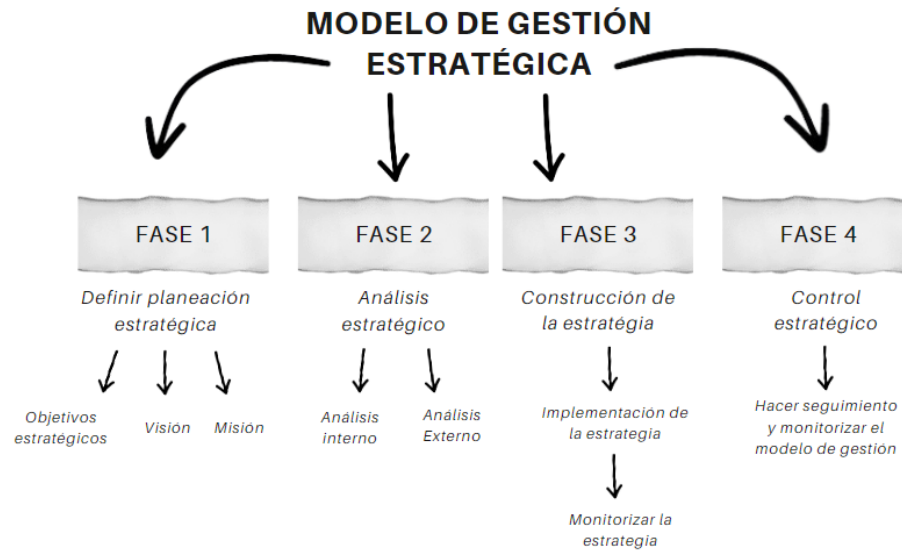 MODELO DE GESTIÓN
ESTRATÉGICA
FASE 1
FASE 2
FASE 3
FASE 4
Definir planeación
estratégica
Análisis
estratégico
Construcción de
la estratégia
Control
estratégico
Objetivos
estratégicos
Visión
Misión
Análisis
interno
Análisis
Externo
Implementación de
la estrategia
Monitorizar la
estrategia
Hacer seguimiento
y monitorizar el
modelo de gestión